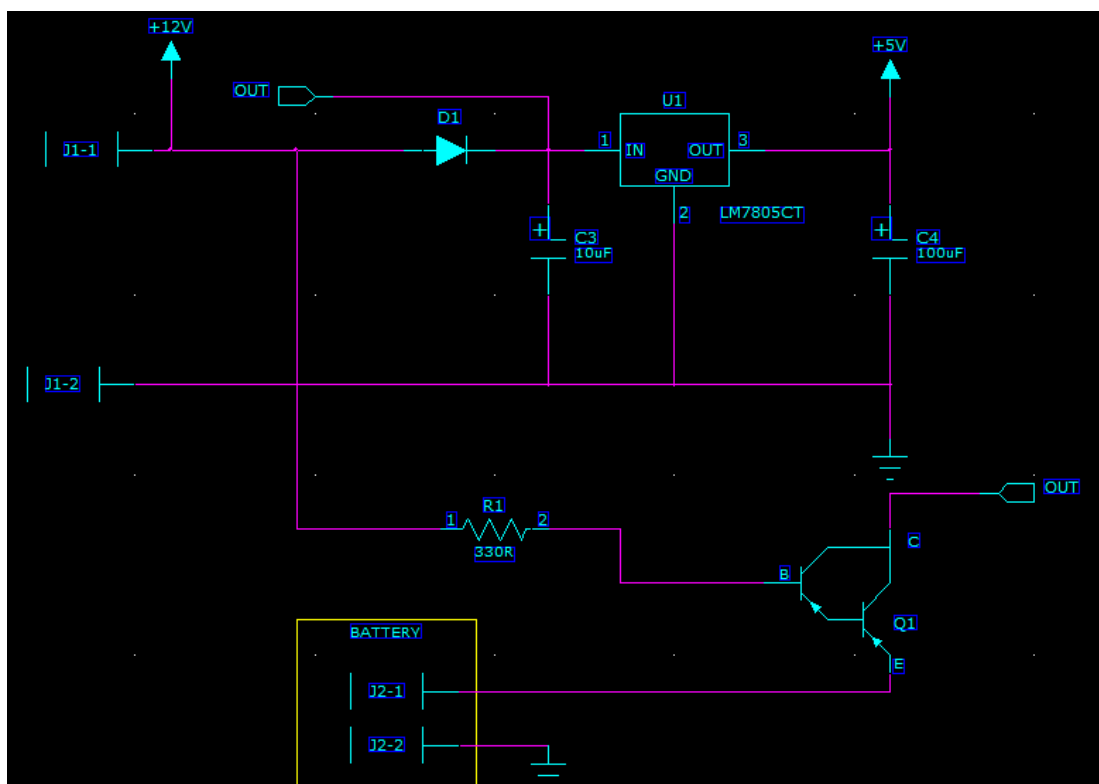 +12V
+5V
OUT
U1
D1
1
3
J1-1
IN
OUT
GND
2
LM7805CT
+
C3
10uF
+
C4
100uF
J1-2
OUT
R1
1
2
330R
C
B
Q1
BATTERY
E
J2-1
J2-2